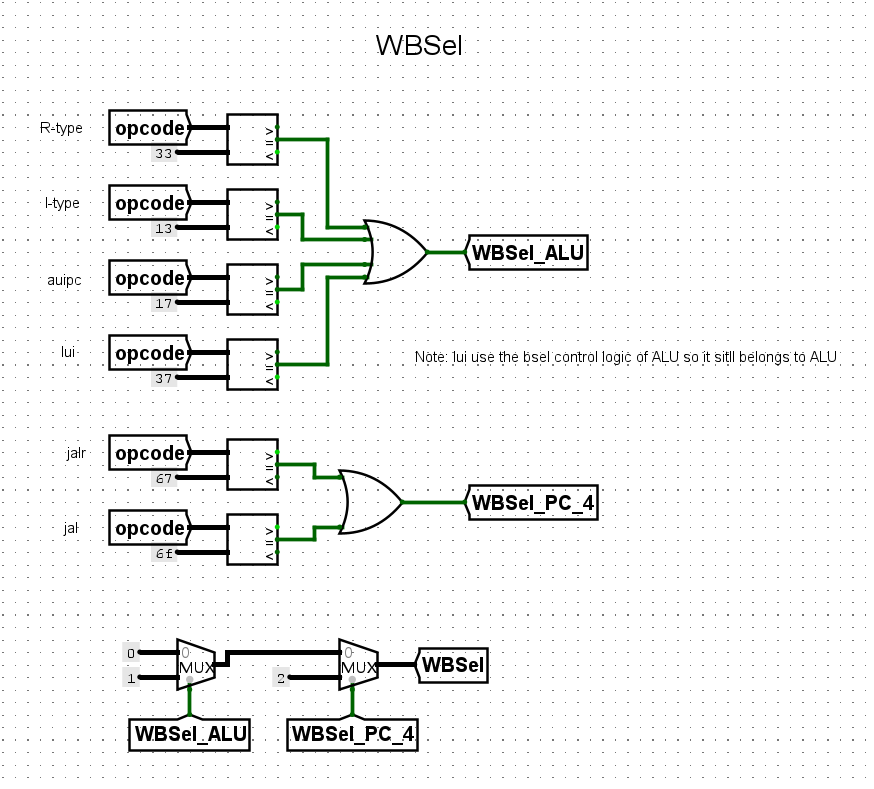 WBSel
R-type
opcode
33
>
=
<
I-type
opcode
13
>
=
<
auipc
opcode
17
>
=
<
WBSel_ALU
lui
opcode
37
>
=
<
Note: lui use the bsel control logic of ALU so it sitll belongs to ALU
jalr
opcode
67
>
=
<
WBSel_PC_4
jal
opcode
6f
>
=
<
0
1
0
MUX
2
0
MUX
WBSel
WBSel_ALU
WBSel_PC_4